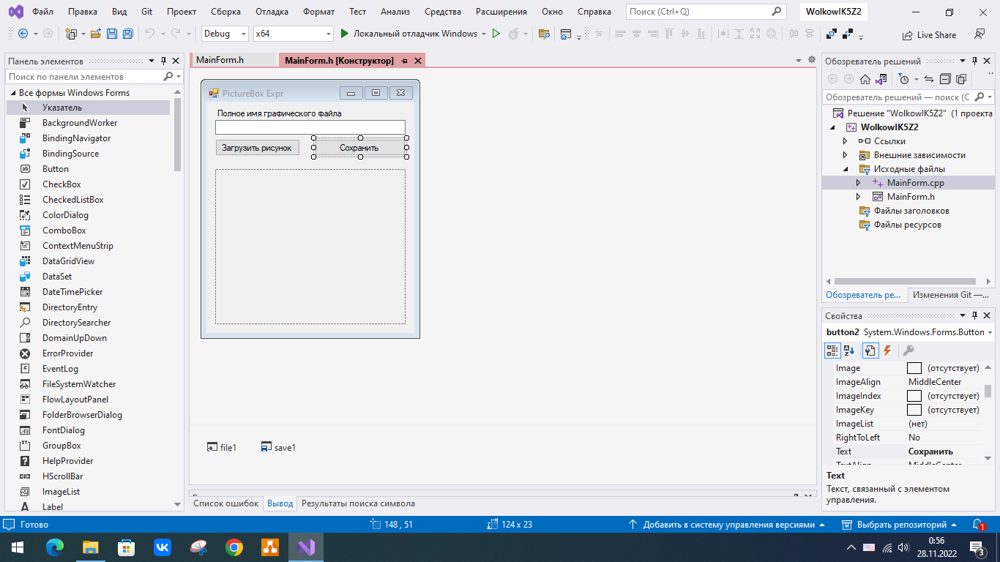 Файл Правка Вид Git Проект Сборка Отладка Формат Тест Анализ Средства Расширения Окно Справка Поиск (Ctrl+Q) WolkowIK5Z2
Debug x64 Локальный отладчик Windows Live Share
Панель элементов
Поиск по панели элементов
Все формы Windows Forms
Указатель
BackgroundWorker
BindingNavigator
BindingSource
Button
CheckBox
CheckedListBox
ColorDialog
ComboBox
ContextMenuStrip
DataGridView
DataSet
DateTimePicker
DirectoryEntry
DirectorySearcher
DomainUpDown
ErrorProvider
EventLog
FileSystemWatcher
FlowLayoutPanel
FolderBrowserDialog
FontDialog
GroupBox
HelpProvider
HScrollBar
ImageList
Label
MainForm.h MainForm.h [Конструктор]
PictureBox Expr
Полное имя графического файла
Загрузить рисунок Сохранить
file1 save1
Список ошибок Вывод Результаты поиска символа
Обозреватель решений
Обозреватель решений — поиск (С
Решение "WolkowIK5Z2" (1 проекта
WolkowIK5Z2
Ссылки
Внешние зависимости
Исходные файлы
MainForm.cpp
MainForm.h
Файлы заголовков
Файлы ресурсов
Обозреватель ре... Изменения Git —...
Свойства
button2 System.Windows.Forms.Button
Image (отсутствует)
ImageAlign MiddleCenter
ImageIndex (отсутствует)
ImageKey (отсутствует)
ImageList (нет)
RightToLeft No
Text Сохранить
TextAlign MiddleCenter
Text
Текст, связанный с элементом
управления.
Готово 148 , 51 124 x 23 Добавить в систему управления версиями Выбрать репозиторий 1
0:56
28.11.2022
3